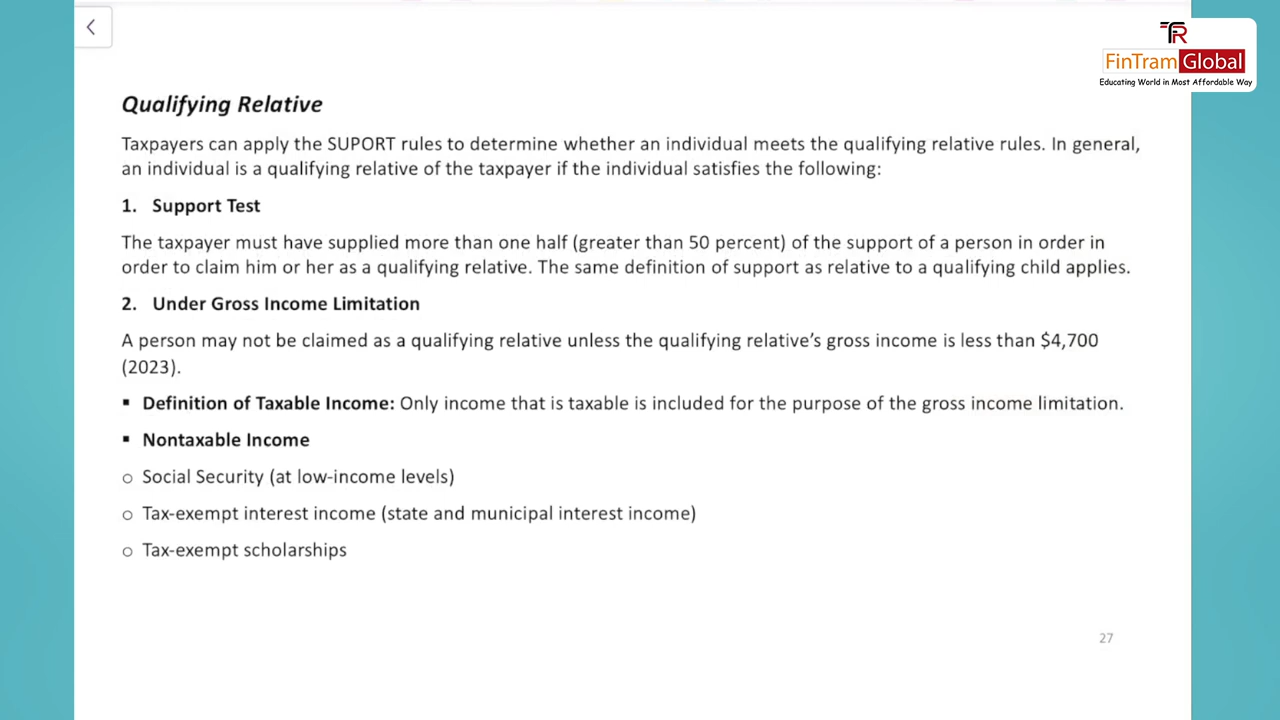 FinTram Global
Educating World in Most Affordable Way
Qualifying Relative
Taxpayers can apply the SUPORT rules to determine whether an individual meets the qualifying relative rules. In general,
an individual is a qualifying relative of the taxpayer if the individual satisfies the following:
1. Support Test
The taxpayer must have supplied more than one half (greater than 50 percent) of the support of a person in order in
order to claim him or her as a qualifying relative. The same definition of support as relative to a qualifying child applies.
2. Under Gross Income Limitation
A person may not be claimed as a qualifying relative unless the qualifying relative’s gross income is less than $4,700
(2023).
▪ Definition of Taxable Income: Only income that is taxable is included for the purpose of the gross income limitation.
▪ Nontaxable Income
o Social Security (at low-income levels)
o Tax-exempt interest income (state and municipal interest income)
o Tax-exempt scholarships
27